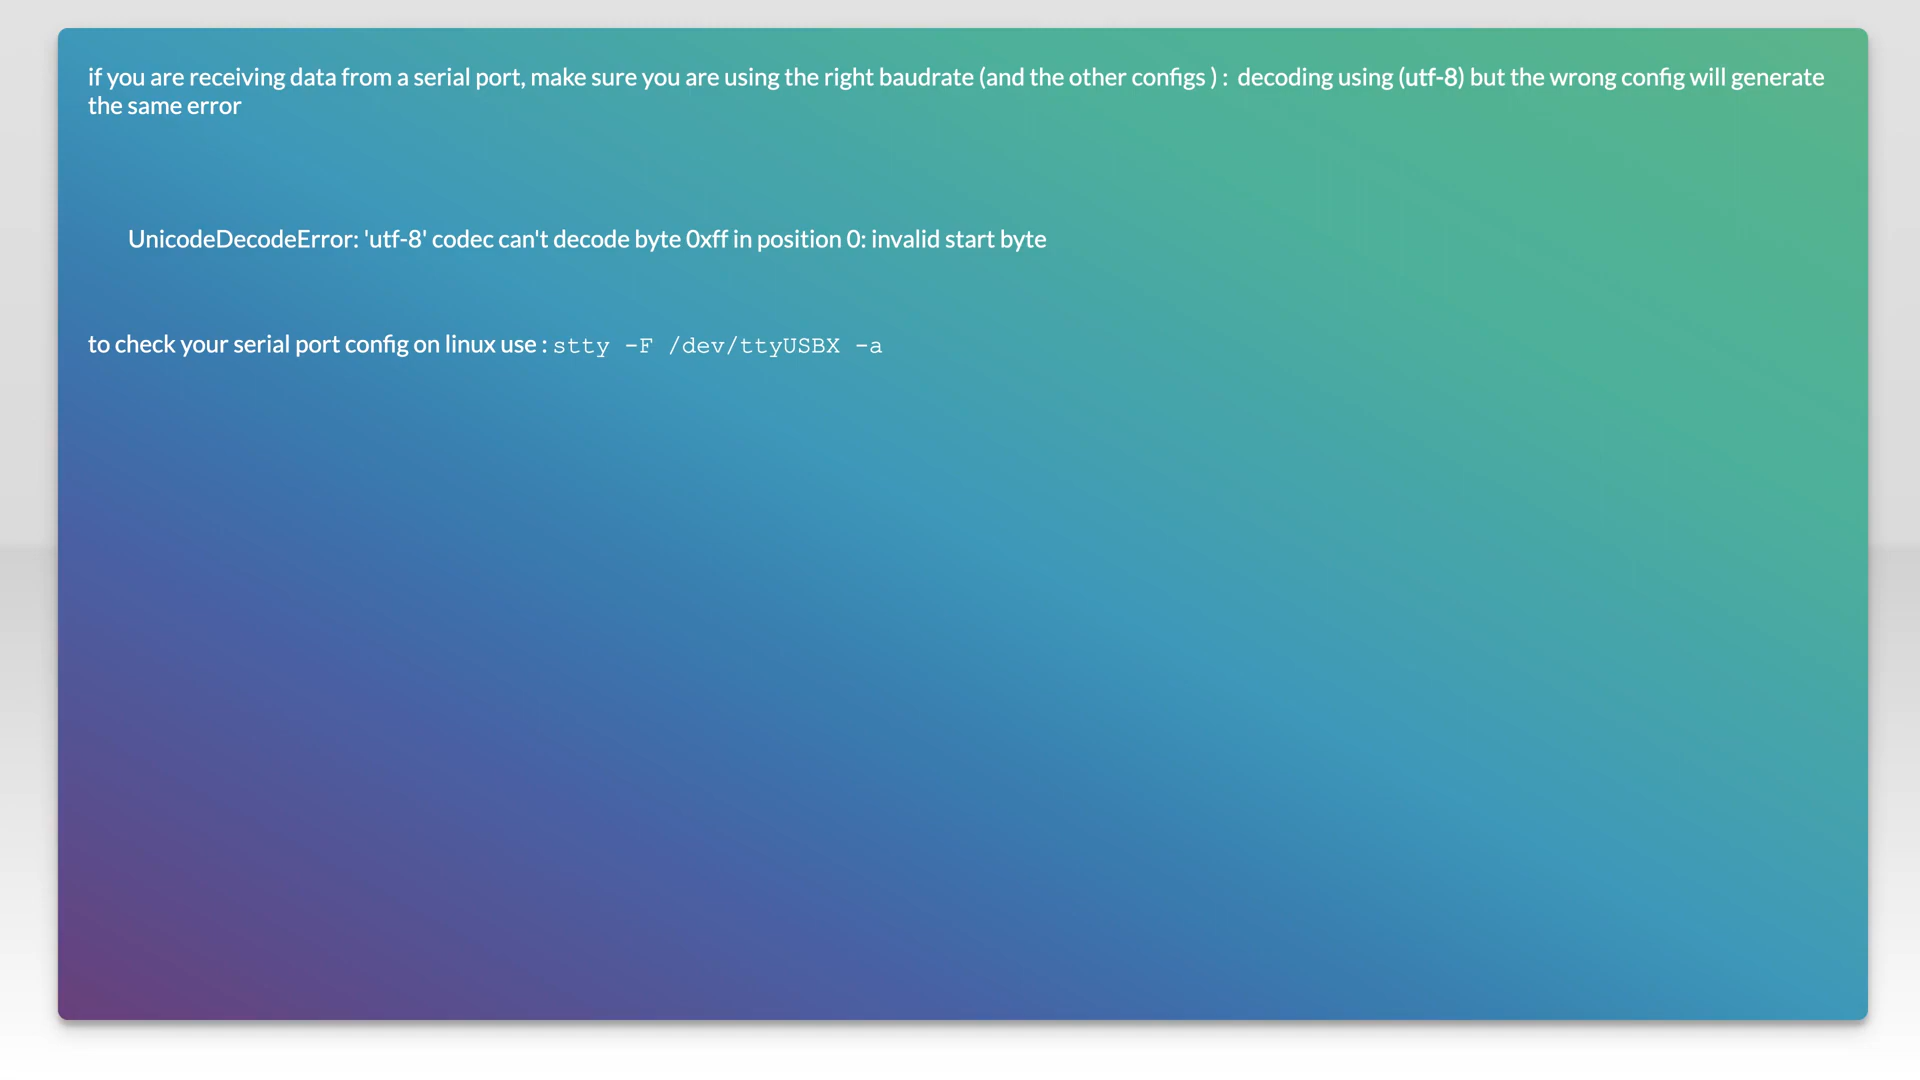 if you are receiving data from a serial port, make sure you are using the right baudrate (and the other configs ) :  decoding using (utf-8) but the wrong config will generate
the same error
UnicodeDecodeError: 'utf-8' codec can't decode byte 0xff in position 0: invalid start byte
to check your serial port config on linux use : stty -F /dev/ttyUSBX -a